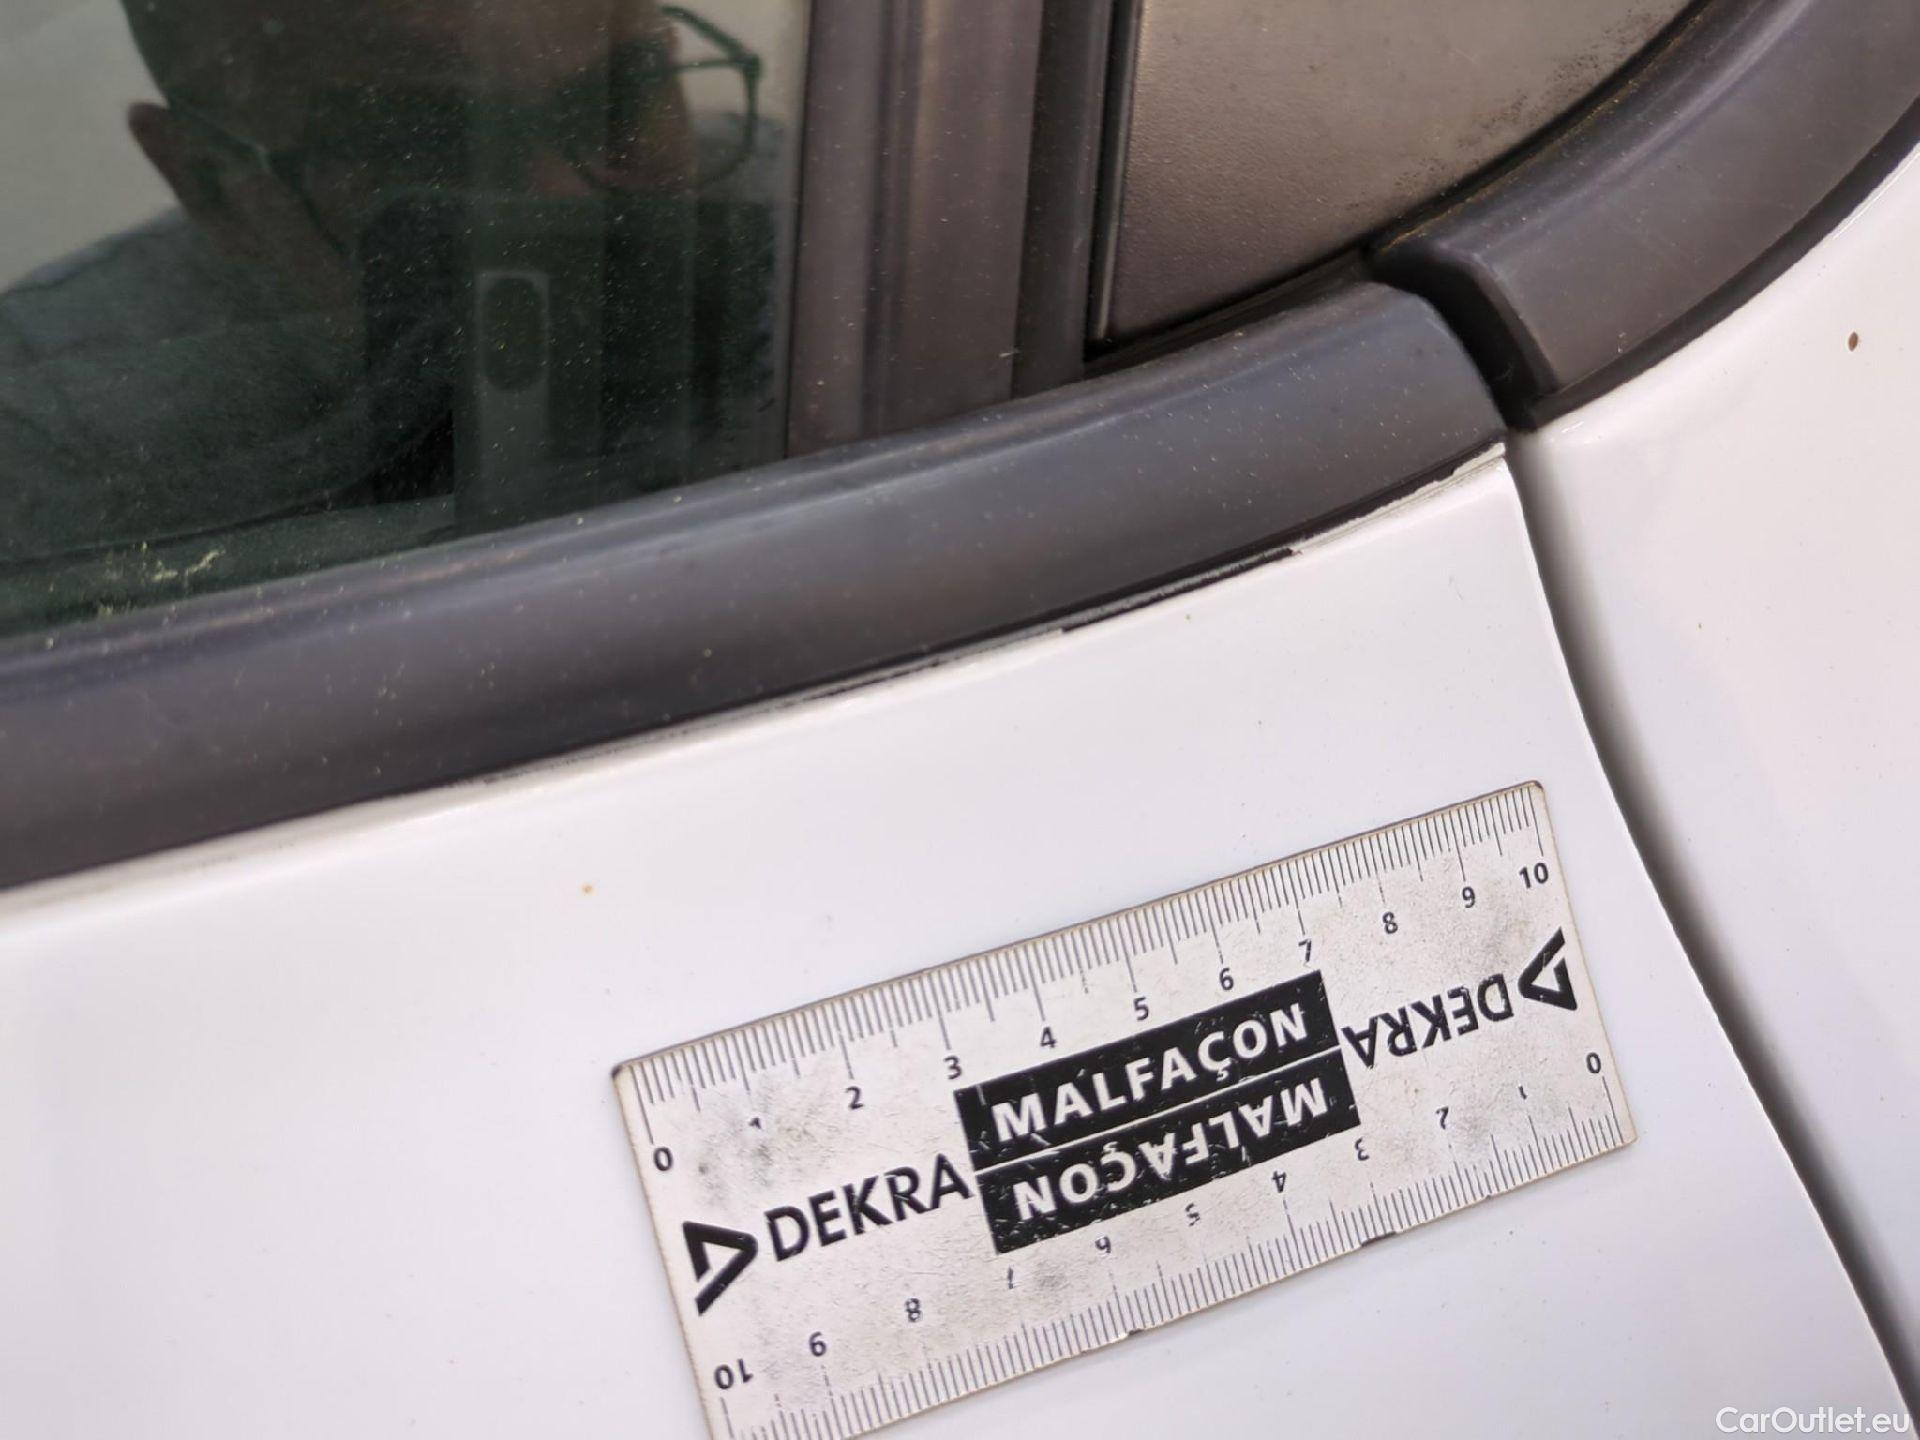 0 1 2 3 4 5 6 7 8 9 10
DEKRA
MALFAÇON
DEKRA
MALFAÇON
0 1 2 3 4 5 6 7 8 9 10
CarOutlet.eu